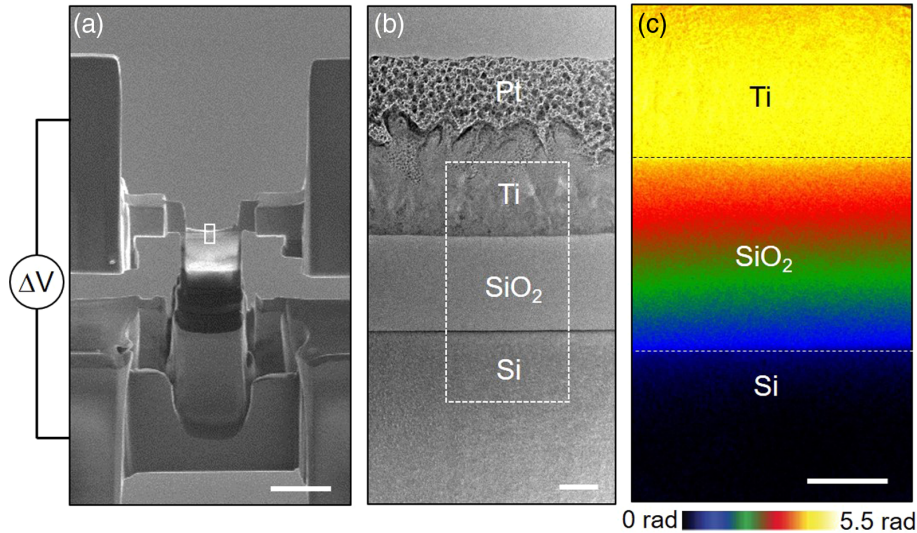 (a)
(b)
(c)
ΔV
Pt
Ti
SiO₂
Si
Ti
SiO₂
Si
0 rad
5.5 rad